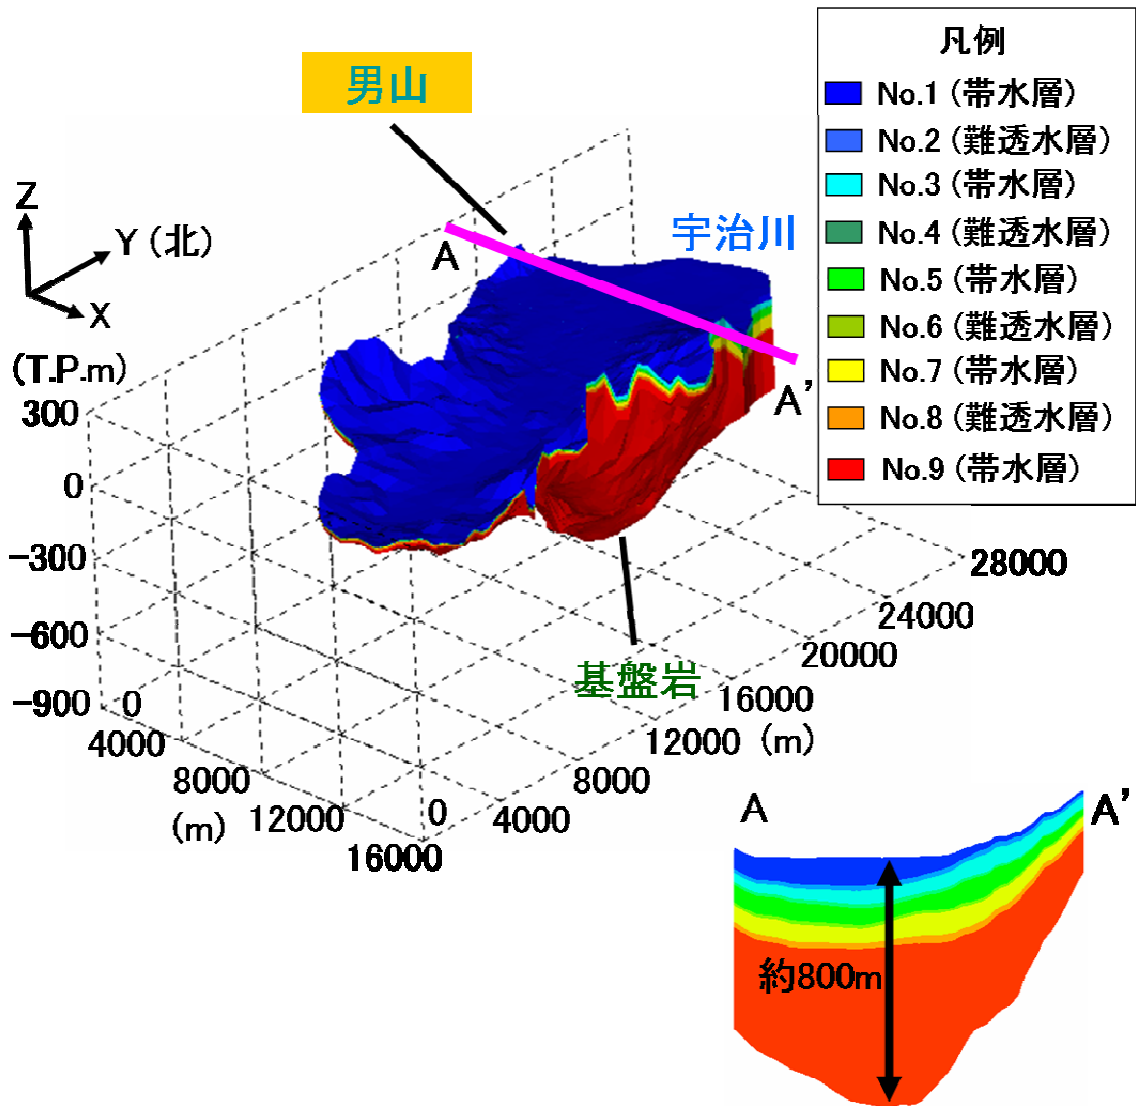 凡例
No.1 (帯水層)
No.2 (難透水層)
No.3 (帯水層)
No.4 (難透水層)
No.5 (帯水層)
No.6 (難透水層)
No.7 (帯水層)
No.8 (難透水層)
No.9 (帯水層)
男山
宇治川
Z
Y (北)
X
A
A'
(T.P.m)
300
0
-300
-600
-900
0
4000
8000
12000
16000
(m)
0
4000
8000
12000
16000
20000
24000
28000
(m)
基盤岩
A
A'
約800m